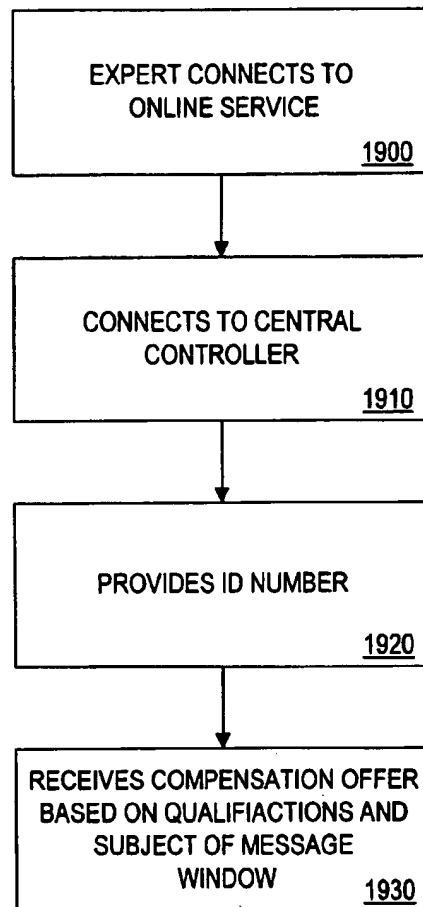 EXPERT CONNECTS TO
ONLINE SERVICE
1900
CONNECTS TO CENTRAL
CONTROLLER
1910
PROVIDES ID NUMBER
1920
RECEIVES COMPENSATION OFFER
BASED ON QUALIFIACTIONS AND
SUBJECT OF MESSAGE
WINDOW
1930